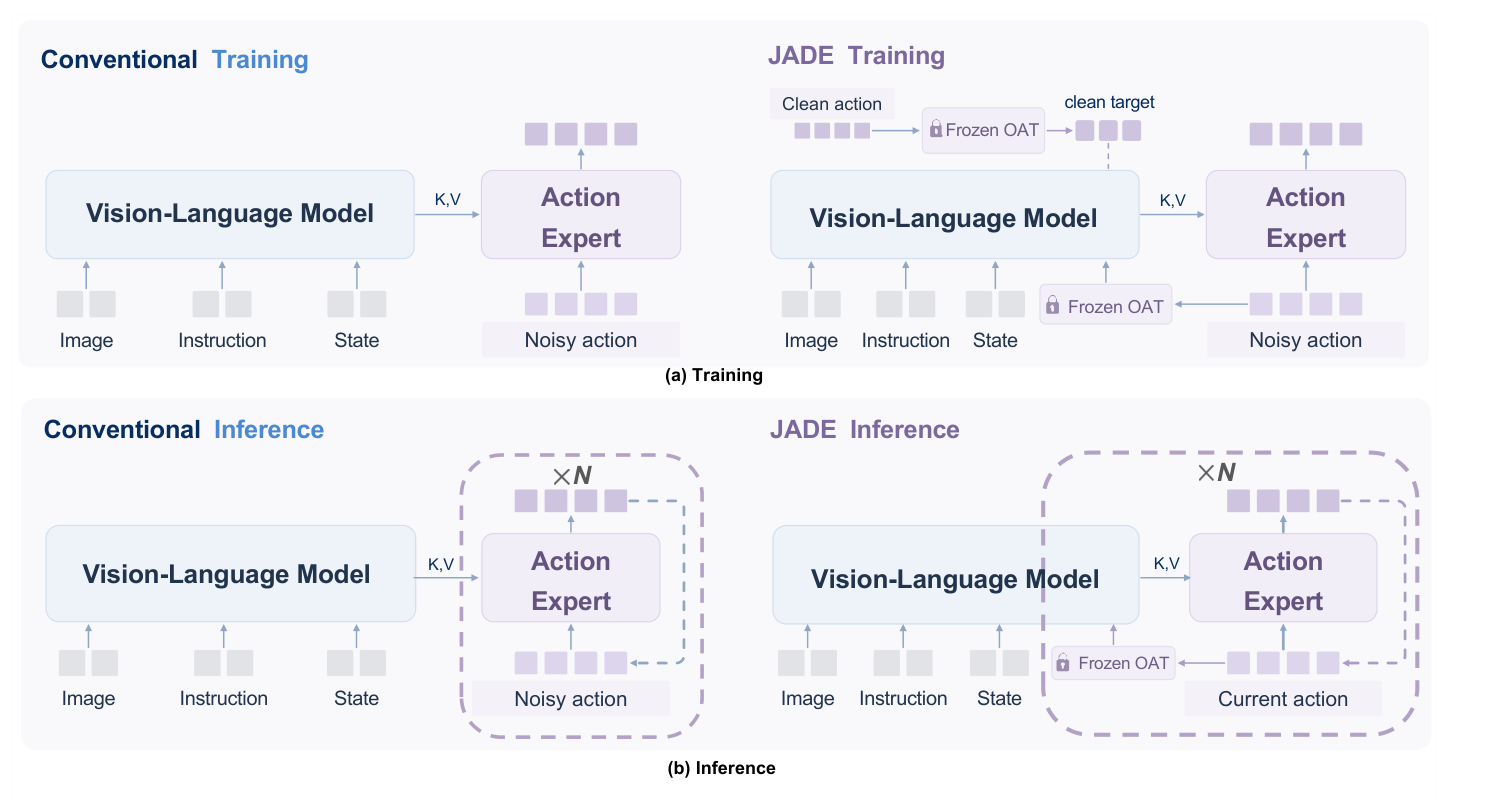 Conventional Training
Vision-Language Model
K,V
Action
Expert
Image
Instruction
State
Noisy action
JADE Training
Clean action
Frozen OAT
clean target
Vision-Language Model
K,V
Action
Expert
Frozen OAT
Image
Instruction
State
Noisy action
(a) Training
Conventional Inference
×N
Vision-Language Model
K,V
Action
Expert
Image
Instruction
State
Noisy action
JADE Inference
×N
Vision-Language Model
K,V
Action
Expert
Frozen OAT
Image
Instruction
State
Current action
(b) Inference